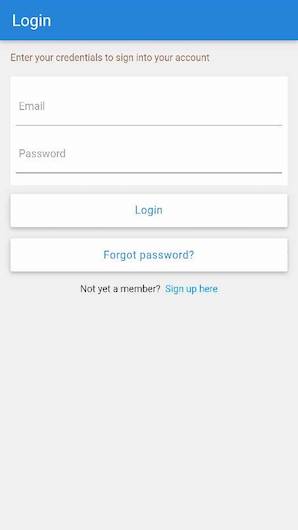 Login
Enter your credentials to sign into your account
Email
Password
Login
Forgot password?
Not yet a member? Sign up here